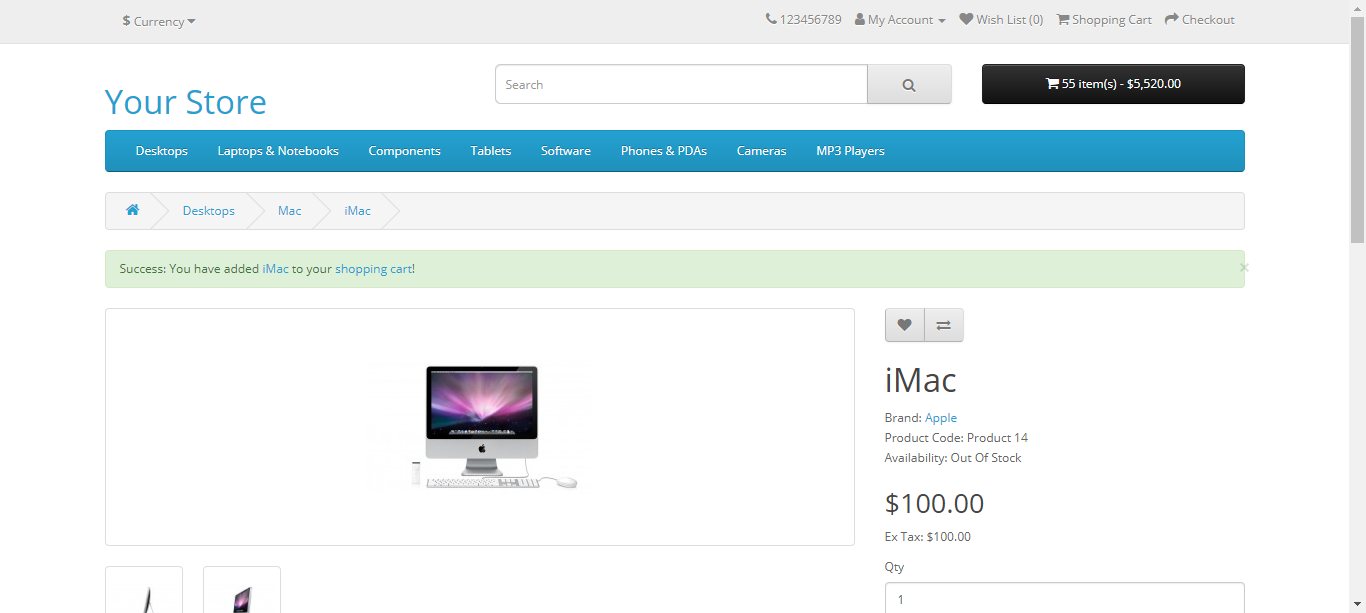 $ Currency
123456789 My Account Wish List (0) Shopping Cart Checkout
Your Store
Search
55 item(s) - $5,520.00
Desktops Laptops & Notebooks Components Tablets Software Phones & PDAs Cameras MP3 Players
Desktops Mac iMac
Success: You have added iMac to your shopping cart!
×
iMac
Brand: Apple
Product Code: Product 14
Availability: Out Of Stock
$100.00
Ex Tax: $100.00
Qty
1